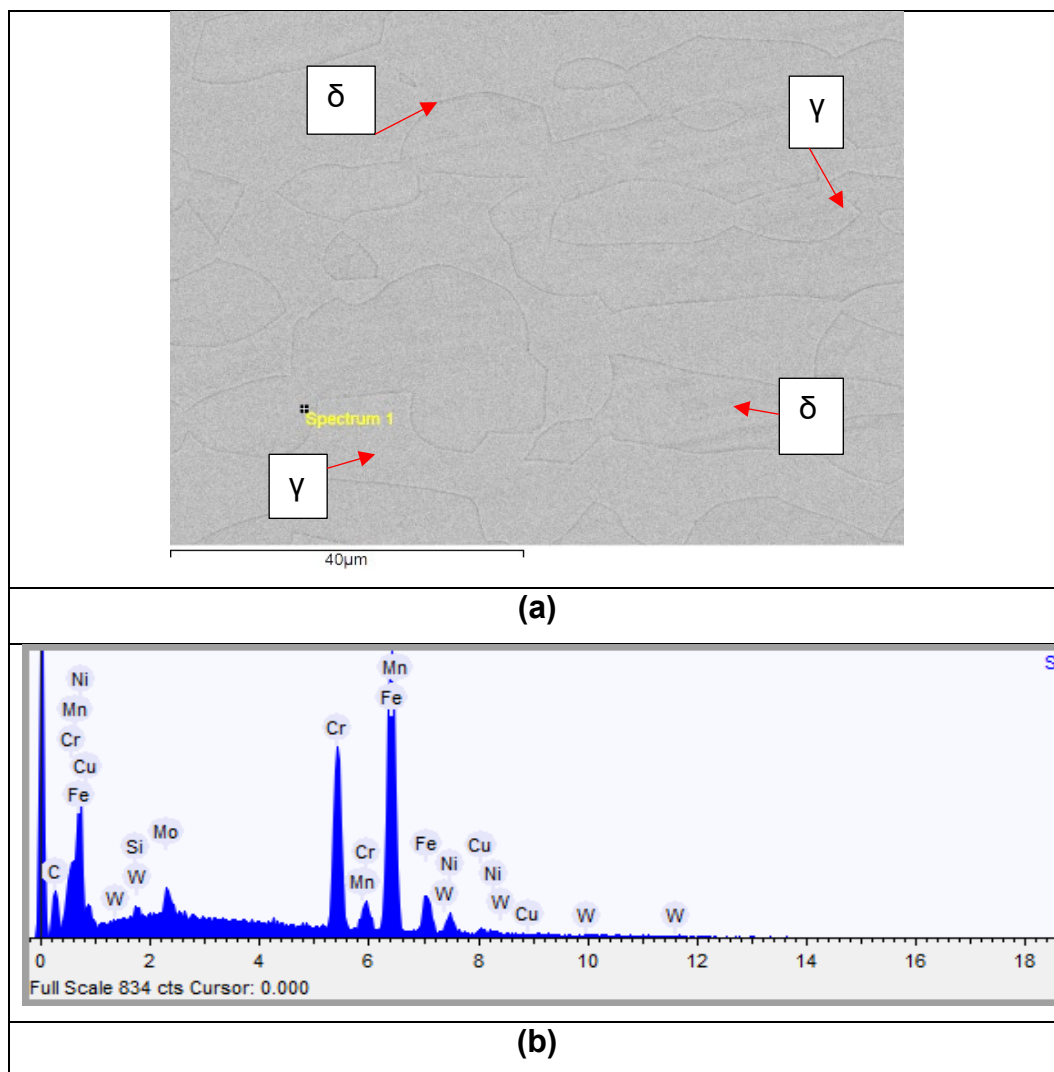 δ
γ
Spectrum 1
δ
γ
40µm
(a)
S
Ni
Mn
Mn
Cr
Fe
Cr
Cu
Fe
Mo
Si
Cu
Fe
Cr
Ni
Ni
C
W
Mn
W
W
W
Cu
W
W
0 2 4 6 8 10 12 14 16 18
Full Scale 834 cts Cursor: 0.000
(b)